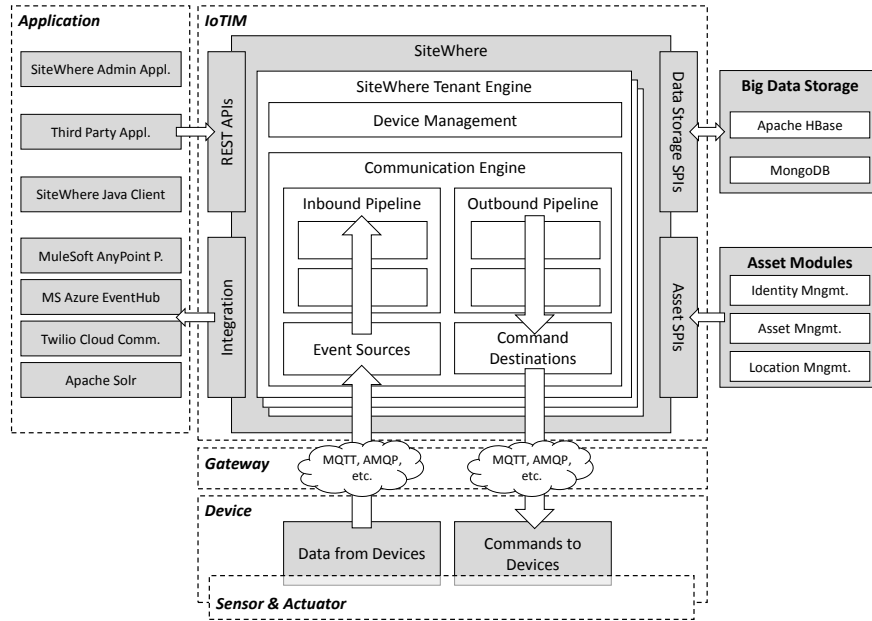 Application
SiteWhere Admin Appl.
Third Party Appl.
SiteWhere Java Client
MuleSoft AnyPoint P.
MS Azure EventHub
Twilio Cloud Comm.
Apache Solr
IoTIM
SiteWhere
REST APIs
Integration
SiteWhere Tenant Engine
Device Management
Communication Engine
Inbound Pipeline
Outbound Pipeline
Event Sources
Command
Destinations
Data Storage SPIs
Asset SPIs
Big Data Storage
Apache HBase
MongoDB
Asset Modules
Identity Mngmt.
Asset Mngmt.
Location Mngmt.
Gateway
MQTT, AMQP,
etc.
MQTT, AMQP,
etc.
Device
Data from Devices
Commands to
Devices
Sensor & Actuator